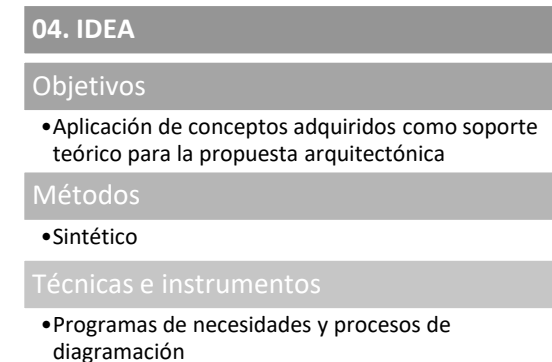 04. IDEA
Objetivos
•Aplicación de conceptos adquiridos como soporte
teórico para la propuesta arquitectónica
Métodos
•Sintético
Técnicas e instrumentos
•Programas de necesidades y procesos de
diagramación